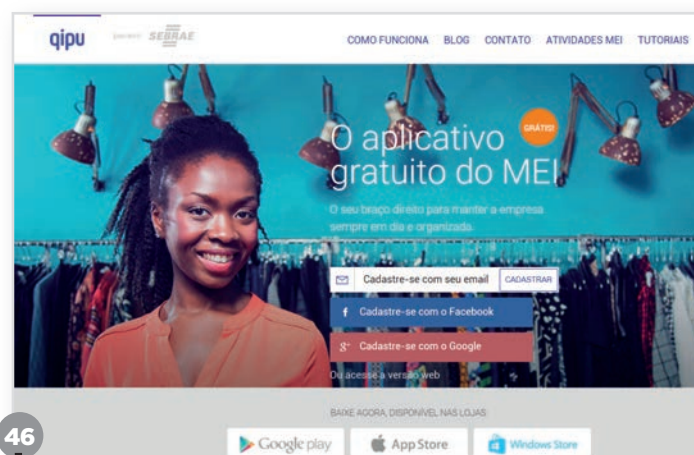 qipu
SEBRAE
COMO FUNCIONA BLOG CONTATO ATIVIDADES MEI TUTORIAIS
O aplicativo
GRÁTIS!
gratuito do MEI
O seu braço direito para manter a empresa
sempre em dia e organizada.
Cadastre-se com seu email CADASTRAR
f Cadastre-se com o Facebook
g+ Cadastre-se com o Google
Ou acesse a versão web
BAIXE AGORA, DISPONÍVEL NAS LOJAS:
Google play App Store Windows Store
46